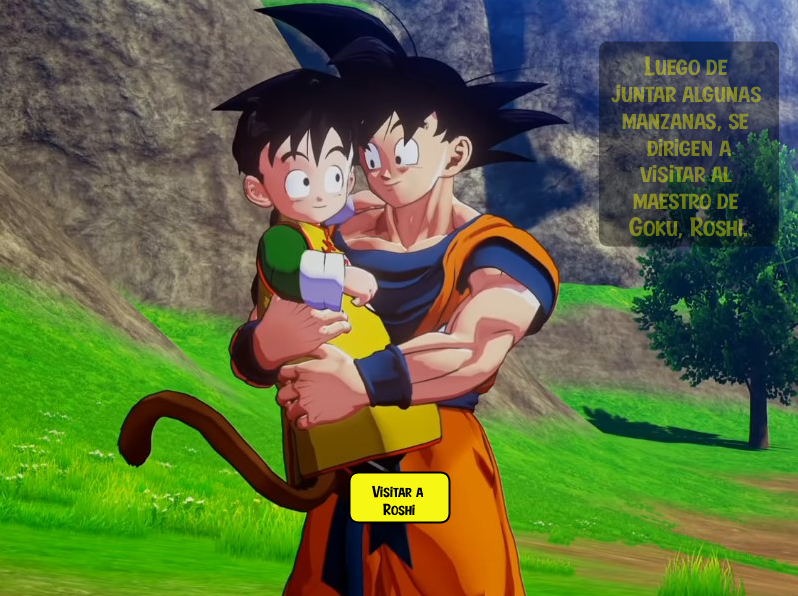 Luego de
juntar algunas
manzanas, se
dirigen a
visitar al
maestro de
Goku, Roshi.
Visitar a
Roshi